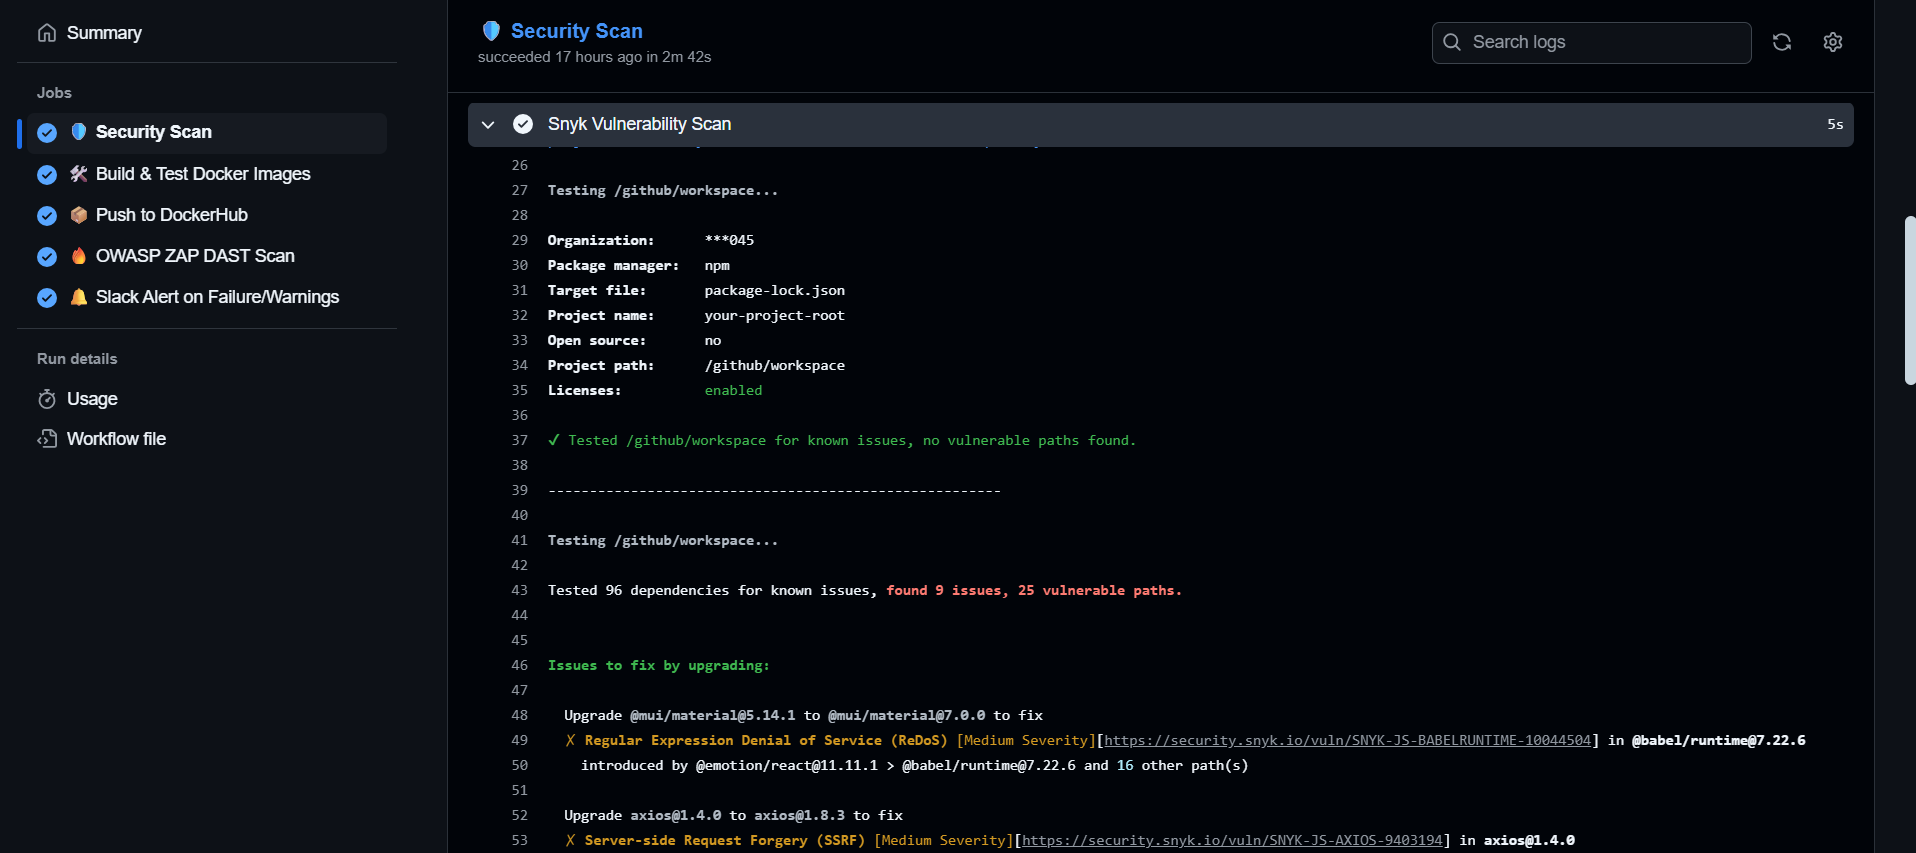 Summary
Jobs
Security Scan
Build & Test Docker Images
Push to DockerHub
OWASP ZAP DAST Scan
Slack Alert on Failure/Warnings
Run details
Usage
Workflow file
Security Scan
succeeded 17 hours ago in 2m 42s
Search logs
Snyk Vulnerability Scan 5s
26
27 Testing /github/workspace...
28
29 Organization: ***045
30 Package manager: npm
31 Target file: package-lock.json
32 Project name: your-project-root
33 Open source: no
34 Project path: /github/workspace
35 Licenses: enabled
36
37 ✓ Tested /github/workspace for known issues, no vulnerable paths found.
38
39 -------------------------------------------------------
40
41 Testing /github/workspace...
42
43 Tested 96 dependencies for known issues, found 9 issues, 25 vulnerable paths.
44
45
46 Issues to fix by upgrading:
47
48 Upgrade @mui/material@5.14.1 to @mui/material@7.0.0 to fix
49 ✗ Regular Expression Denial of Service (ReDoS) [Medium Severity][https://security.snyk.io/vuln/SNYK-JS-BABELRUNTIME-10044504] in @babel/runtime@7.22.6
50 introduced by @emotion/react@11.11.1 > @babel/runtime@7.22.6 and 16 other path(s)
51
52 Upgrade axios@1.4.0 to axios@1.8.3 to fix
53 ✗ Server-side Request Forgery (SSRF) [Medium Severity][https://security.snyk.io/vuln/SNYK-JS-AXIOS-9403194] in axios@1.4.0